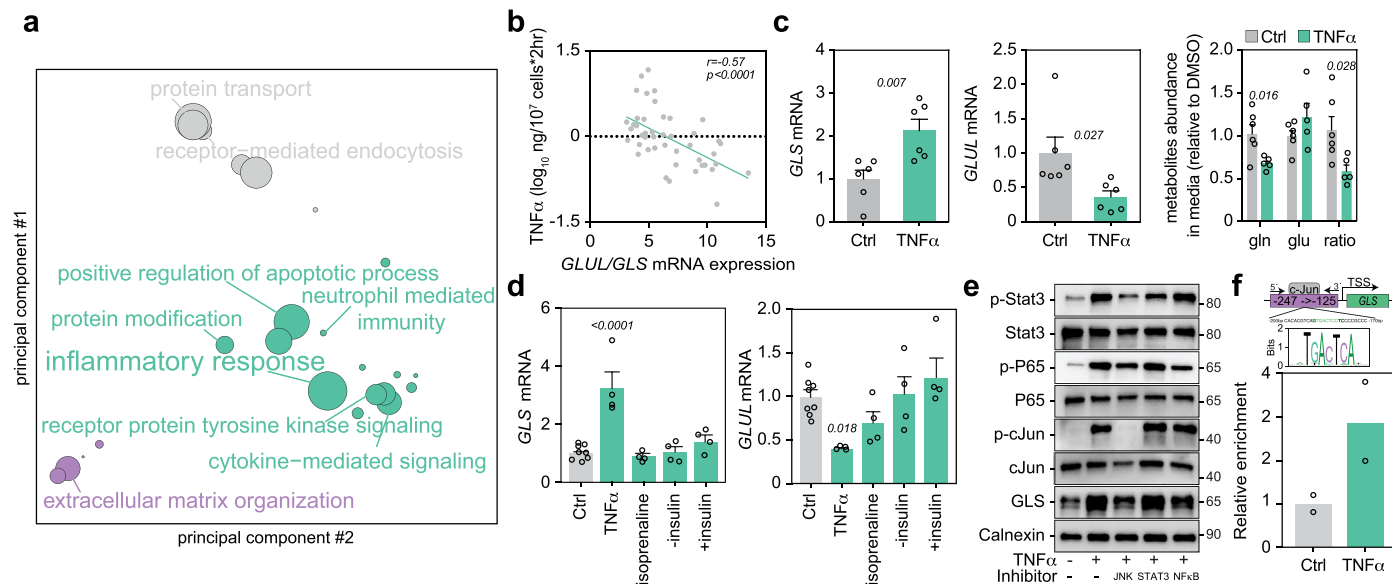 a
protein transport
receptor-mediated endocytosis
positive regulation of apoptotic process
neutrophil mediated
immunity
protein modification
inflammatory response
receptor protein tyrosine kinase signaling
cytokine-mediated signaling
extracellular matrix organization
principal component #1
principal component #2
b
TNFα (log10 ng/10^7 cells*2hr)
1.5
0
-1.5
r=-0.57
p<0.0001
0 5 10 15
GLUL/GLS mRNA expression
c
GLS mRNA
4
3
2
1
0
0.007
Ctrl TNFα
GLUL mRNA
2.5
2.0
1.5
1.0
0.5
0
0.027
Ctrl TNFα
Ctrl TNFα
metabolites abundance
in media (relative to DMSO)
2.0
1.5
1.0
0.5
0
0.016
0.028
gln glu ratio
d
GLS mRNA
6
4
2
0
<0.0001
Ctrl
TNFα
isoprenaline
-insulin
+insulin
GLUL mRNA
2.0
1.5
1.0
0.5
0
0.018
Ctrl
TNFα
isoprenaline
-insulin
+insulin
e
p-Stat3 80
Stat3 80
p-P65 65
P65 65
p-cJun 40
cJun 40
GLS 65
Calnexin 90
TNFα - + + + +
Inhibitor - - JNK STAT3 NFκB
f
c-Jun
TSS
5´ 3´
-247 ->-125
GLS
-200bp CACACGTCAGTGACTCCTGCCCGCCC -170bp
Bits
2
0
TGACTCA
Relative enrichment
4
2
2
1
0
Ctrl TNFα